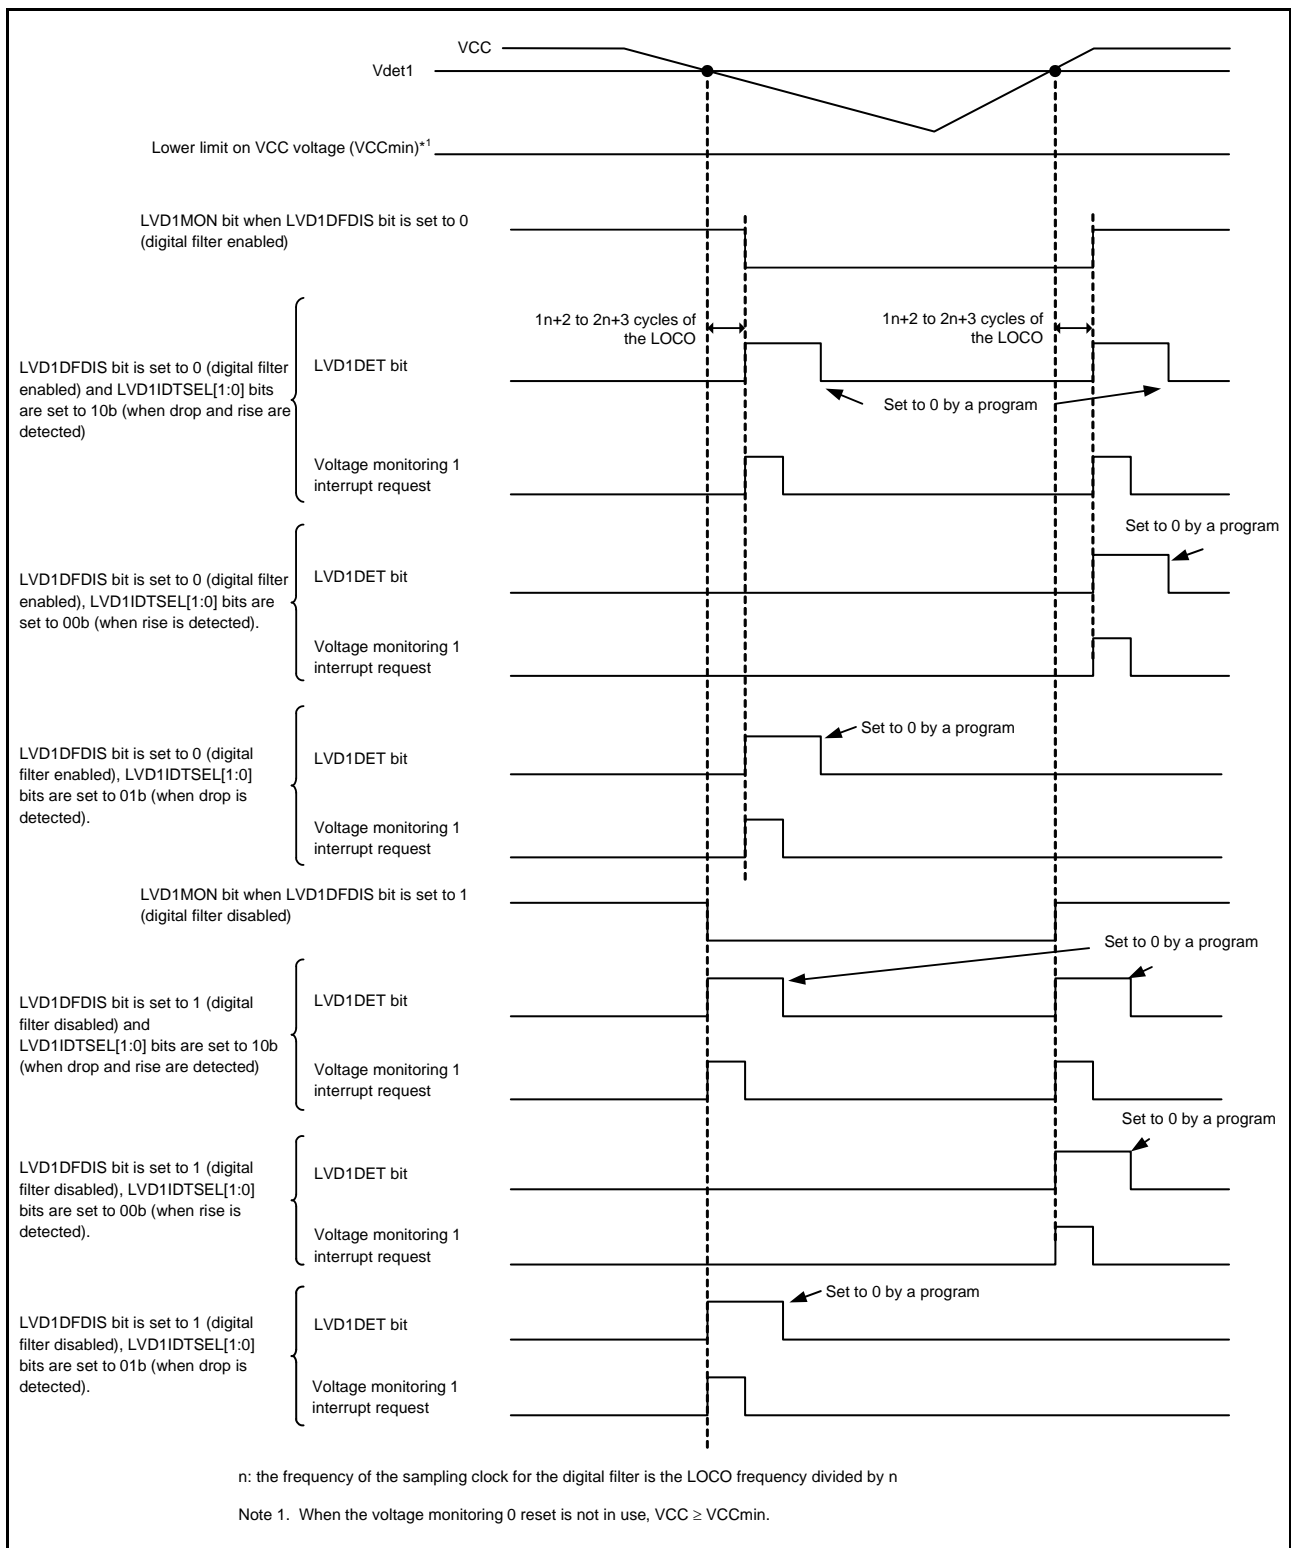 VCC
Vdet1
Lower limit on VCC voltage (VCCmin)*1
LVD1MON bit when LVD1DFDIS bit is set to 0
(digital filter enabled)
1n+2 to 2n+3 cycles of
the LOCO
1n+2 to 2n+3 cycles of
the LOCO
LVD1DFDIS bit is set to 0 (digital filter
enabled) and LVD1IDTSEL[1:0] bits
are set to 10b (when drop and rise are
detected)
LVD1DET bit
Set to 0 by a program
Voltage monitoring 1
interrupt request
Set to 0 by a program
LVD1DFDIS bit is set to 0 (digital filter
enabled), LVD1IDTSEL[1:0] bits are
set to 00b (when rise is detected).
LVD1DET bit
Voltage monitoring 1
interrupt request
Set to 0 by a program
LVD1DFDIS bit is set to 0 (digital
filter enabled), LVD1IDTSEL[1:0]
bits are set to 01b (when drop is
detected).
LVD1DET bit
Voltage monitoring 1
interrupt request
LVD1MON bit when LVD1DFDIS bit is set to 1
(digital filter disabled)
Set to 0 by a program
LVD1DFDIS bit is set to 1 (digital
filter disabled) and
LVD1IDTSEL[1:0] bits are set to 10b
(when drop and rise are detected)
LVD1DET bit
Voltage monitoring 1
interrupt request
Set to 0 by a program
LVD1DFDIS bit is set to 1 (digital
filter disabled), LVD1IDTSEL[1:0]
bits are set to 00b (when rise is
detected).
LVD1DET bit
Voltage monitoring 1
interrupt request
Set to 0 by a program
LVD1DFDIS bit is set to 1 (digital
filter disabled), LVD1IDTSEL[1:0]
bits are set to 01b (when drop is
detected).
LVD1DET bit
Voltage monitoring 1
interrupt request
n: the frequency of the sampling clock for the digital filter is the LOCO frequency divided by n
Note 1. When the voltage monitoring 0 reset is not in use, VCC ≥ VCCmin.